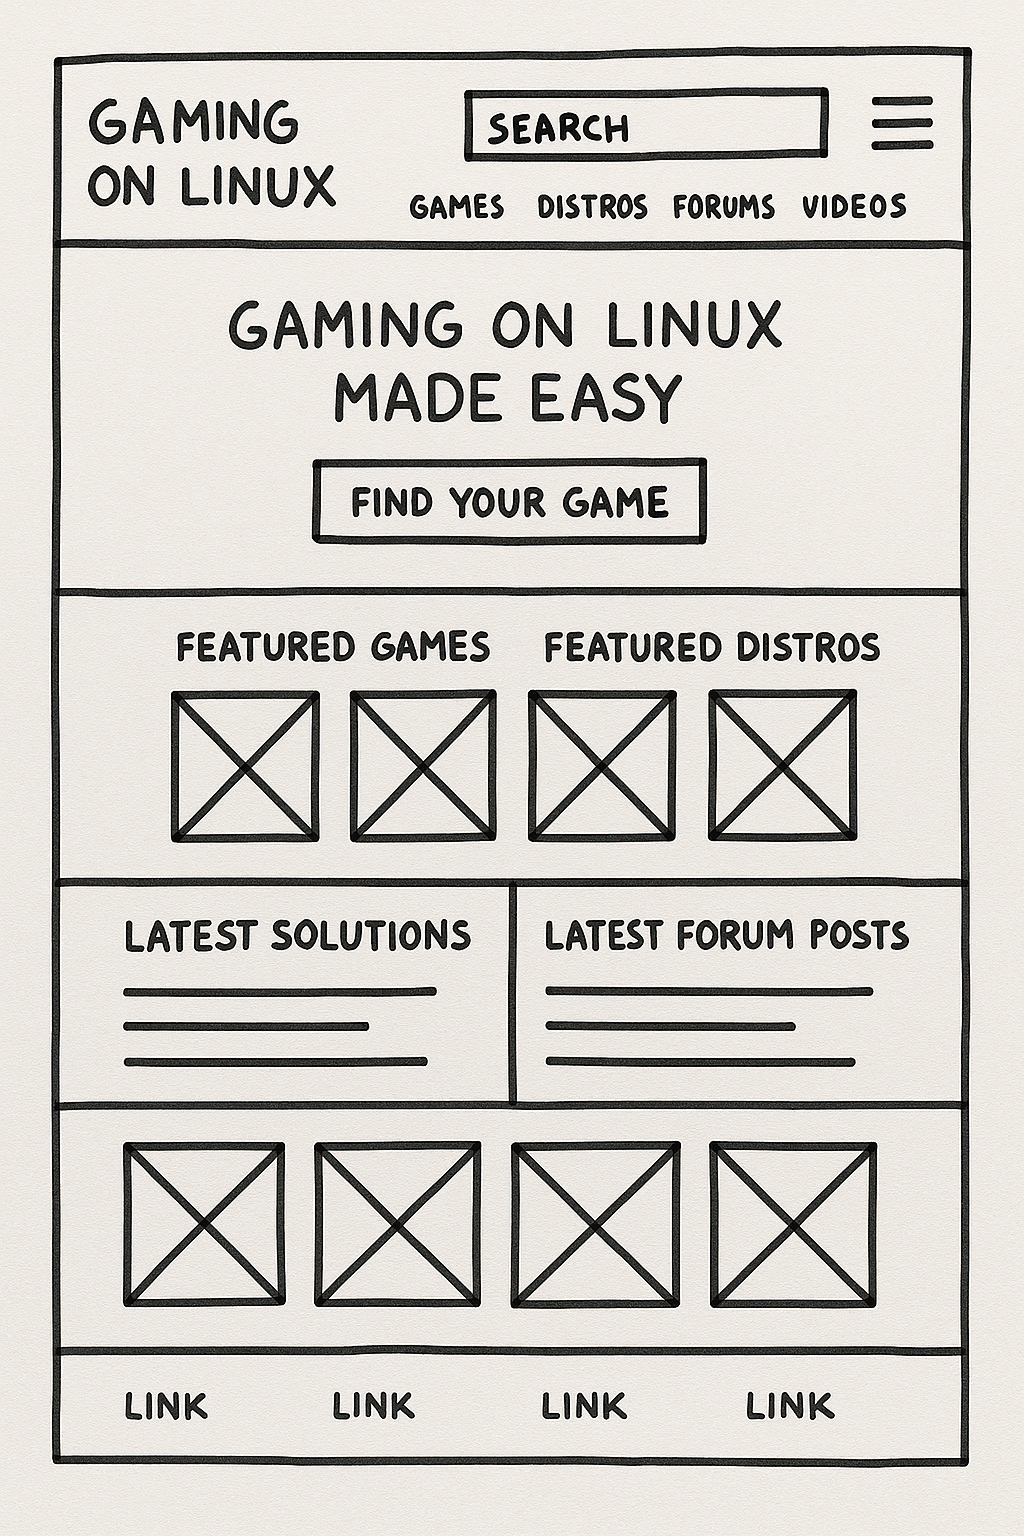 GAMING
ON LINUX
SEARCH
GAMES DISTROS FORUMS VIDEOS
GAMING ON LINUX
MADE EASY
FIND YOUR GAME
FEATURED GAMES FEATURED DISTROS
LATEST SOLUTIONS LATEST FORUM POSTS
LINK LINK LINK LINK